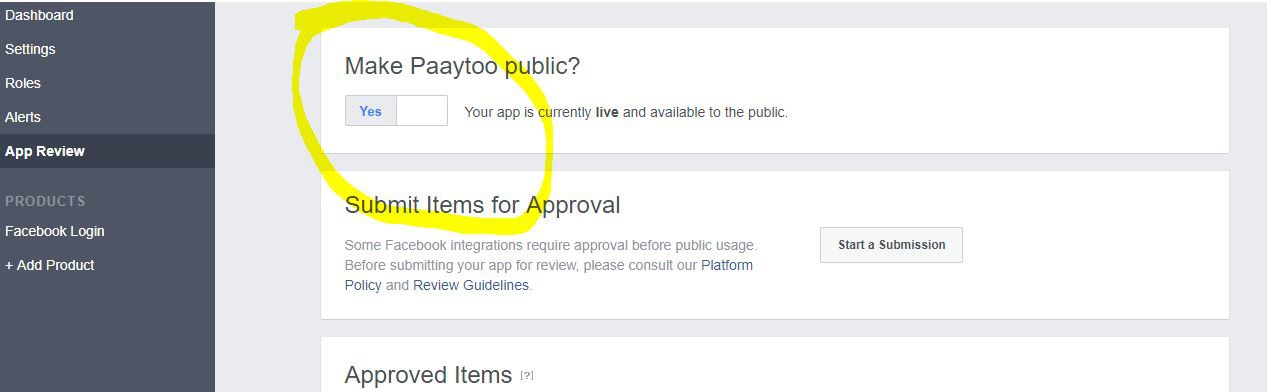 Dashboard
Settings
Roles
Alerts
App Review
PRODUCTS
Facebook Login
+ Add Product
Make Paaytoo public?
Yes
Your app is currently live and available to the public.
Submit Items for Approval
Some Facebook integrations require approval before public usage.
Before submitting your app for review, please consult our Platform
Policy and Review Guidelines.
Start a Submission
Approved Items [?]